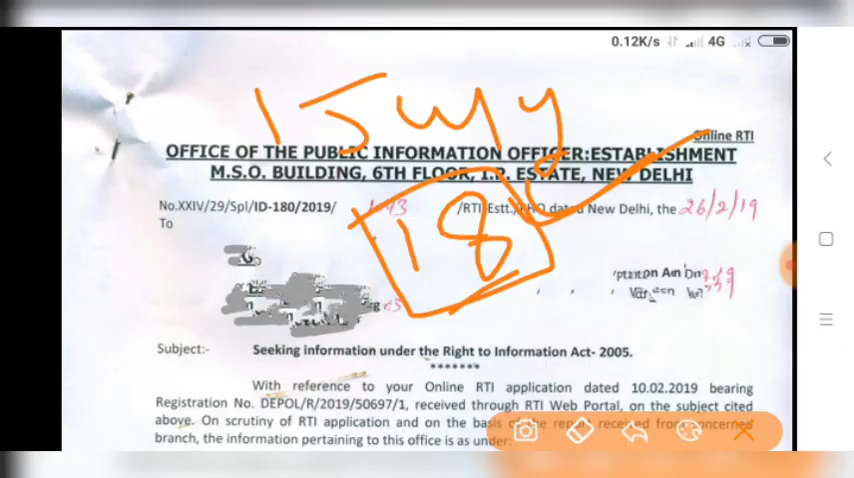 0.12K/s 4G
1 July
Online RTI
OFFICE OF THE PUBLIC INFORMATION OFFICER:ESTABLISHMENT
M.S.O. BUILDING, 6TH FLOOR, I.P. ESTATE, NEW DELHI
No.XXIV/29/Spl/ID-180/2019/ /RTI Estt./PHQ dated New Delhi, the 26/2/19
18
To
Subject:- Seeking information under the Right to Information Act- 2005.
*******
With reference to your Online RTI application dated 10.02.2019 bearing
Registration No. DEPOL/R/2019/50697/1, received through RTI Web Portal, on the subject cited
above. On scrutiny of RTI application and on the basis of the report received from concerned
branch, the information pertaining to this office is as under: